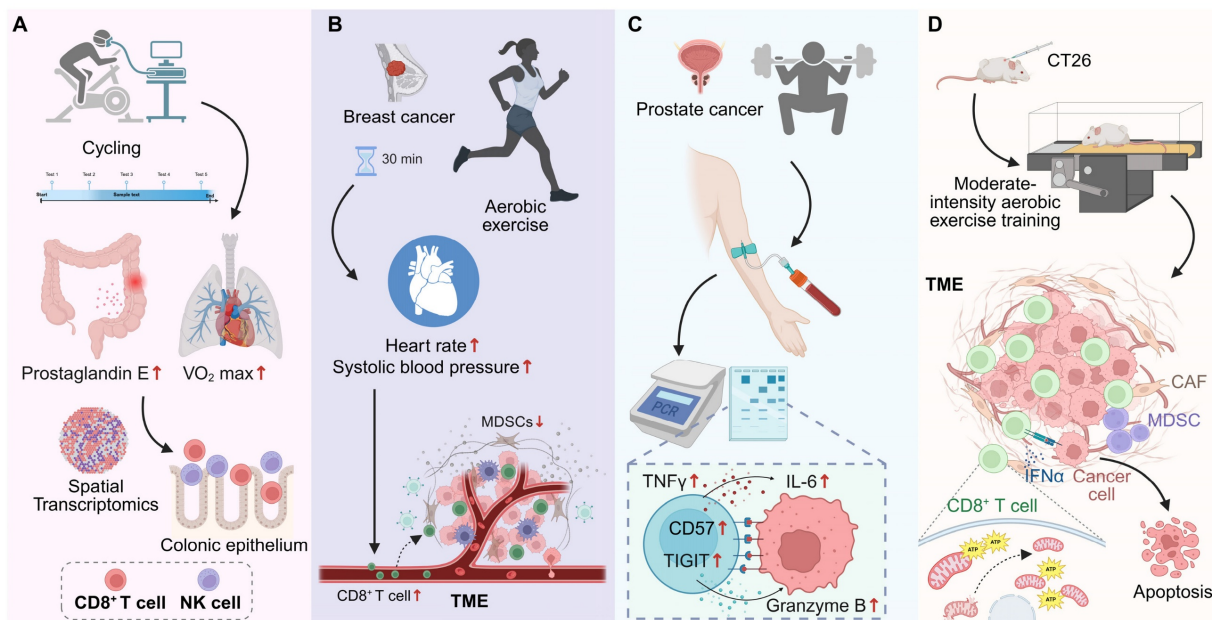 A
Cycling
Test 1 Test 2 Test 3 Test 4 Test 5
Start Sample test End
Prostaglandin E↑ VO₂ max↑
Spatial
Transcriptomics
Colonic epithelium
CD8⁺ T cell NK cell
B
Breast cancer
30 min
Aerobic
exercise
Heart rate↑
Systolic blood pressure↑
MDSCs↓
CD8⁺ T cell↑
TME
C
Prostate cancer
PCR
TNFγ↑ IL-6↑
CD57↑
TIGIT↑
Granzyme B↑
D
CT26
Moderate-
intensity aerobic
exercise training
TME
CAF
MDSC
IFNα
Cancer
cell
CD8⁺ T cell
ATP
ATP
ATP
ATP
Apoptosis